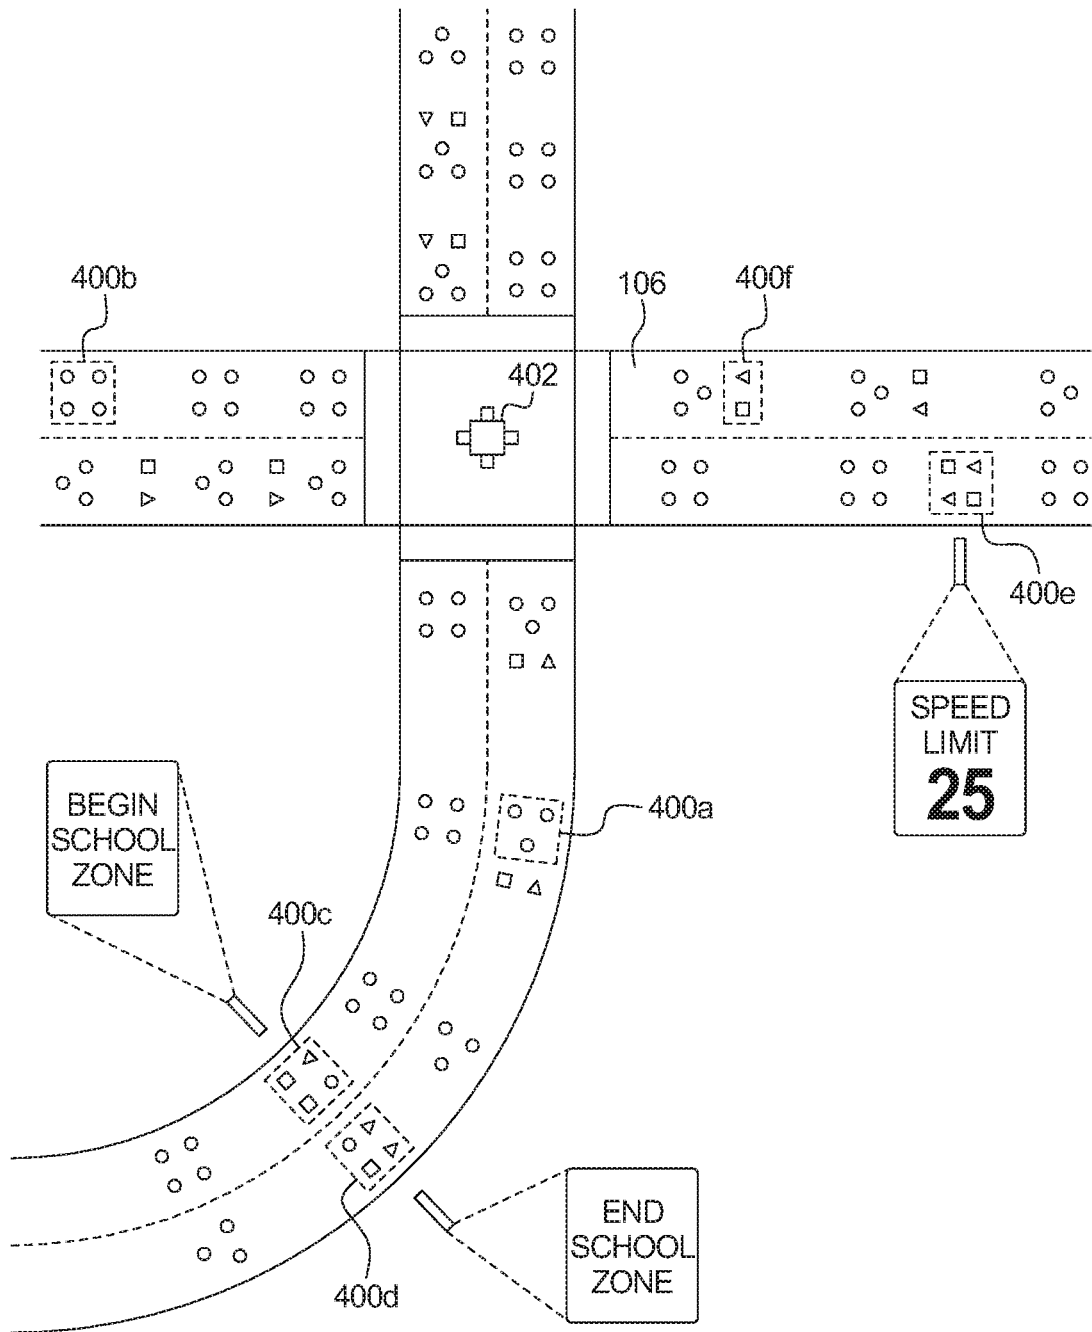 400b
106
400f
402
400e
SPEED
LIMIT
25
BEGIN
SCHOOL
ZONE
400a
400c
400d
END
SCHOOL
ZONE